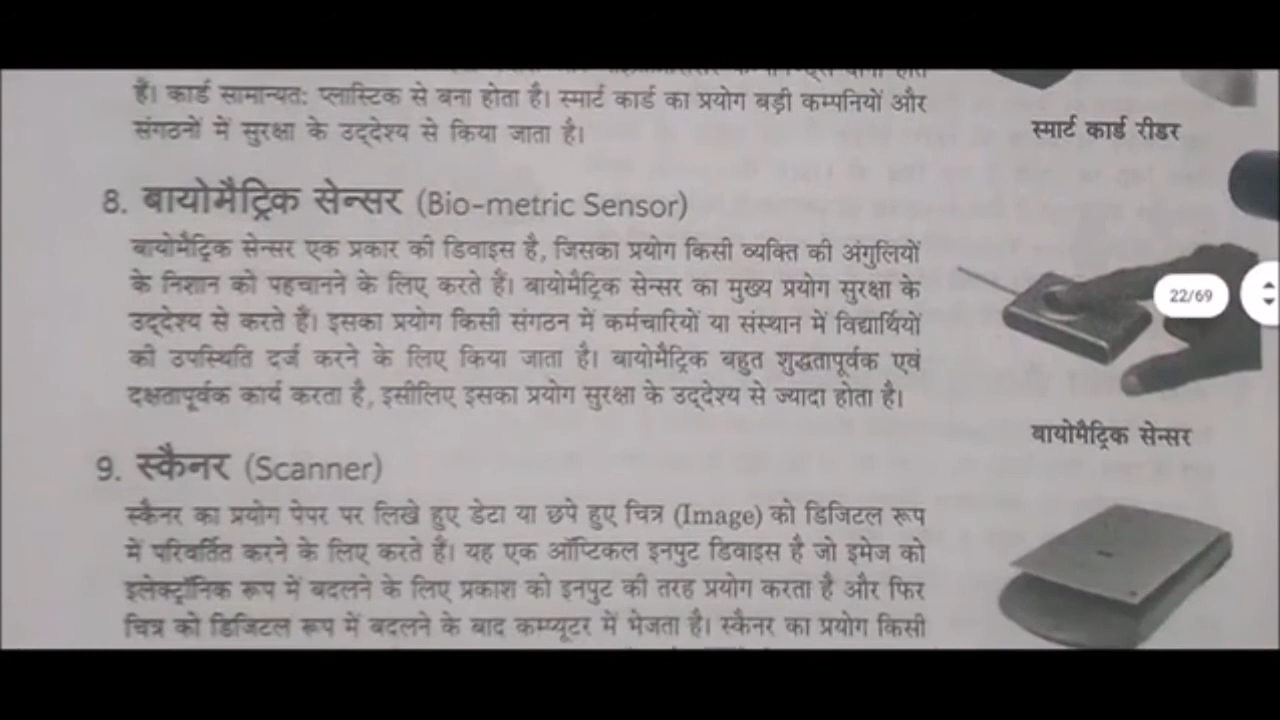 हैं। कार्ड सामान्यत: प्लास्टिक से बना होता है। स्मार्ट कार्ड का प्रयोग बड़ी कम्पनियों और
संगठनों में सुरक्षा के उद्देश्य से किया जाता है।
स्मार्ट कार्ड रीडर
8. बायोमैट्रिक सेन्सर (Bio-metric Sensor)
बायोमैट्रिक सेन्सर एक प्रकार की डिवाइस है, जिसका प्रयोग किसी व्यक्ति की अंगुलियों
के निशान को पहचानने के लिए करते हैं। बायोमैट्रिक सेन्सर का मुख्य प्रयोग सुरक्षा के
उद्देश्य से करते हैं। इसका प्रयोग किसी संगठन में कर्मचारियों या संस्थान में विद्यार्थियों
की उपस्थिति दर्ज करने के लिए किया जाता है। बायोमैट्रिक बहुत शुद्धतापूर्वक एवं
दक्षतापूर्वक कार्य करता है, इसीलिए इसका प्रयोग सुरक्षा के उद्देश्य से ज्यादा होता है।
22/69
बायोमैट्रिक सेन्सर
9. स्कैनर (Scanner)
स्कैनर का प्रयोग पेपर पर लिखे हुए डेटा या छपे हुए चित्र (Image) को डिजिटल रूप
में परिवर्तित करने के लिए करते हैं। यह एक ऑप्टिकल इनपुट डिवाइस है जो इमेज को
इलेक्ट्रॉनिक रूप में बदलने के लिए प्रकाश को इनपुट की तरह प्रयोग करता है और फिर
चित्र को डिजिटल रूप में बदलने के बाद कम्प्यूटर में भेजता है। स्कैनर का प्रयोग किसी